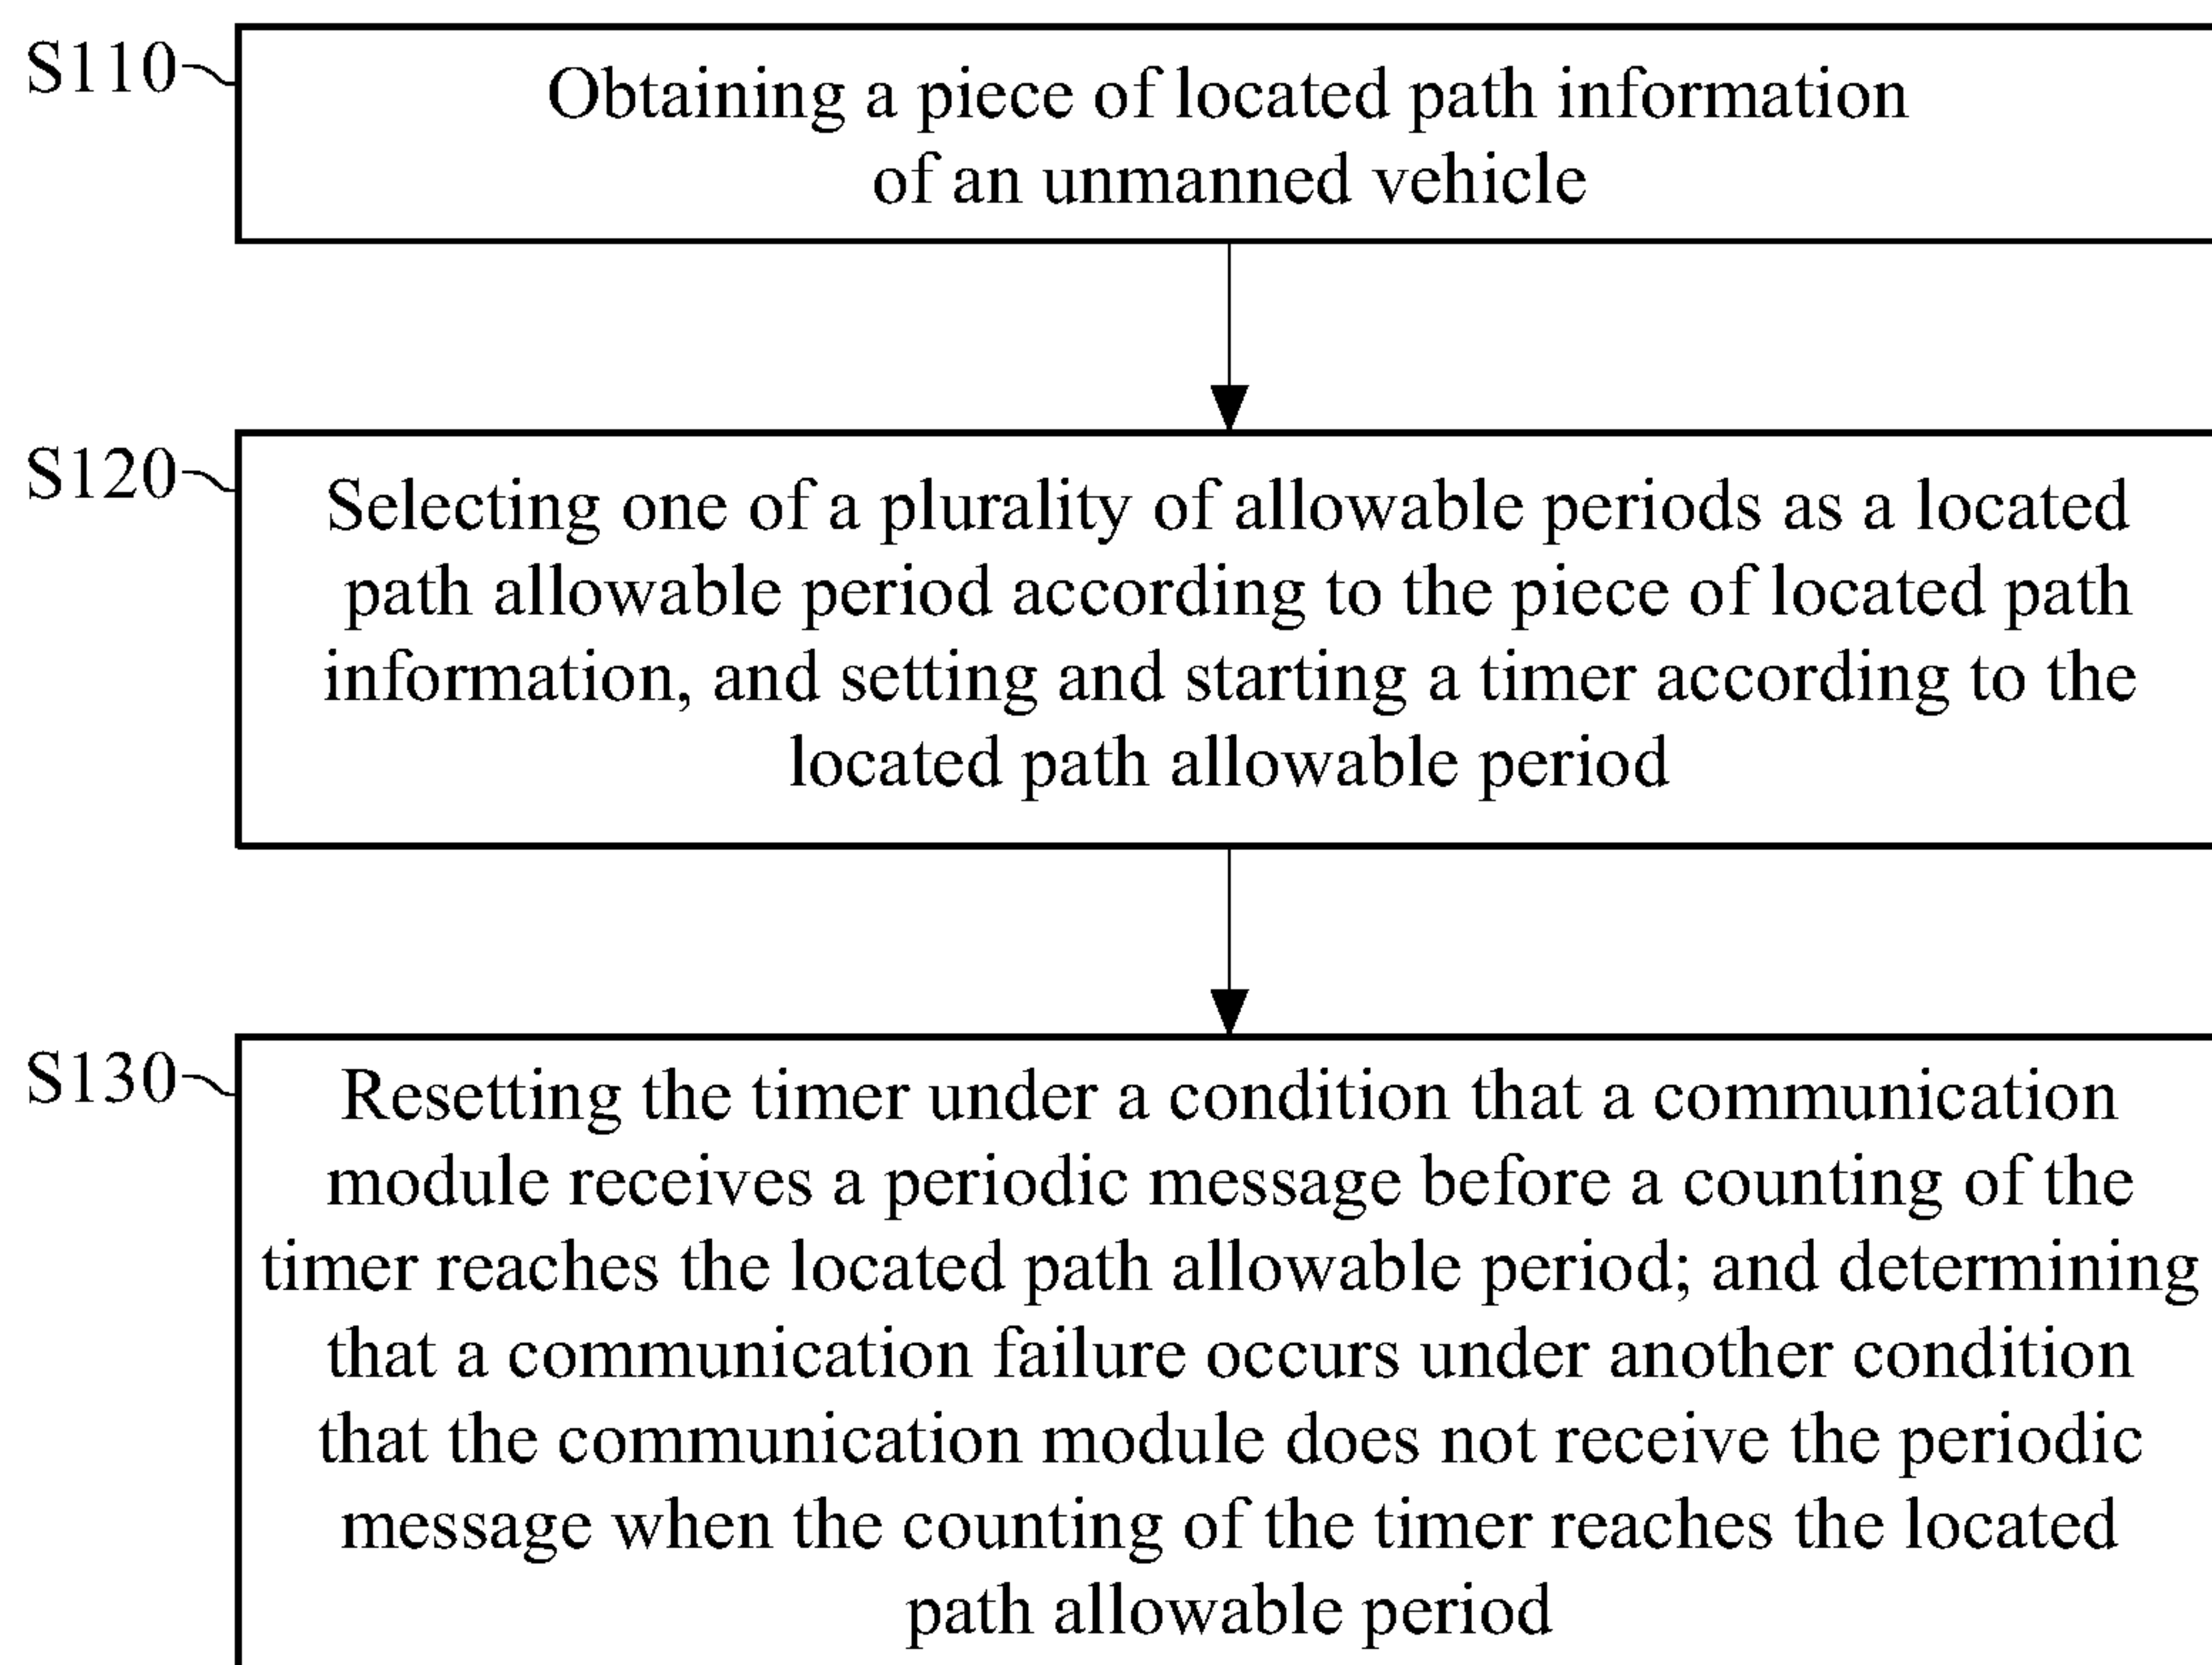 S110
Obtaining a piece of located path information
of an unmanned vehicle
S120
Selecting one of a plurality of allowable periods as a located
path allowable period according to the piece of located path
information, and setting and starting a timer according to the
located path allowable period
S130
Resetting the timer under a condition that a communication
module receives a periodic message before a counting of the
timer reaches the located path allowable period; and determining
that a communication failure occurs under another condition
that the communication module does not receive the periodic
message when the counting of the timer reaches the located
path allowable period